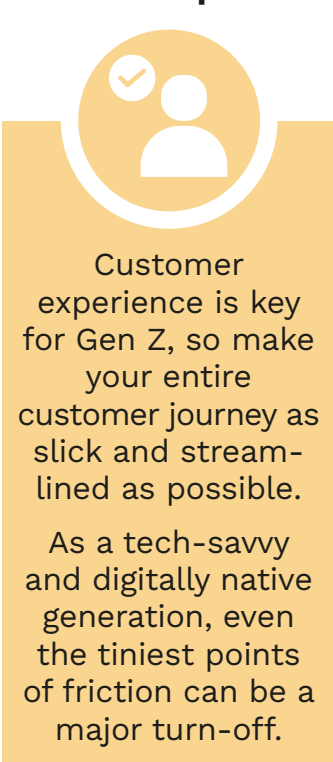 Customer
experience is key
for Gen Z, so make
your entire
customer journey as
slick and stream-
lined as possible.
As a tech-savvy
and digitally native
generation, even
the tiniest points
of friction can be a
major turn-off.